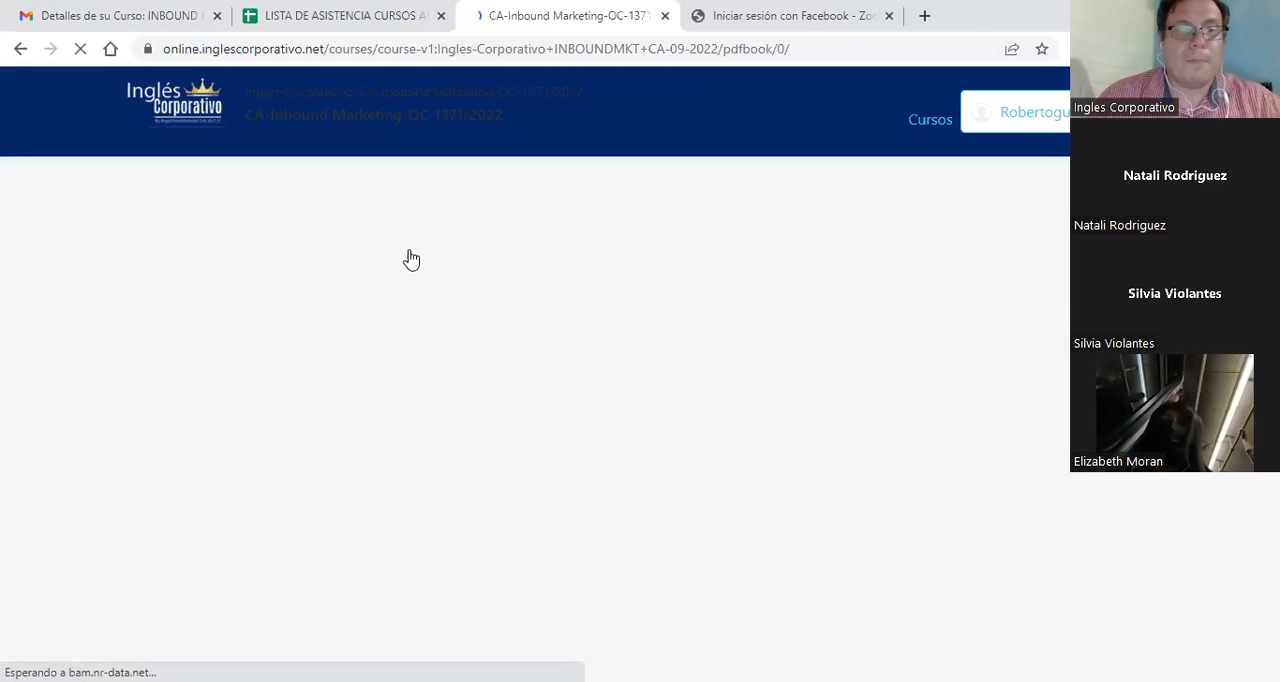 Detalles de su Curso: INBOUND
LISTA DE ASISTENCIA CURSOS A
CA-Inbound Marketing-OC-1371
Iniciar sesión con Facebook - Zo
online.inglescorporativo.net/courses/course-v1:Ingles-Corporativo+INBOUNDMKT+CA-09-2022/pdfbook/0/
Inglés
Corporativo
CA-Inbound Marketing-OC-1371/2022
Cursos
Robertogu
Ingles Corporativo
Natali Rodriguez
Natali Rodriguez
Silvia Violantes
Silvia Violantes
Elizabeth Moran
Esperando a bam.nr-data.net...